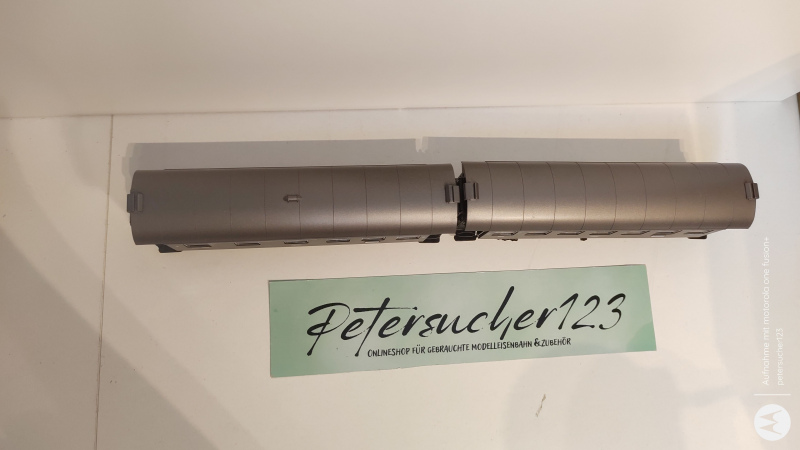 Petersucher123
ONLINESHOP FÜR GEBRAUCHTE MODELLEISENBAHN & ZUBEHÖR
Aufnahme mit motorola one fusion+
petersucher123